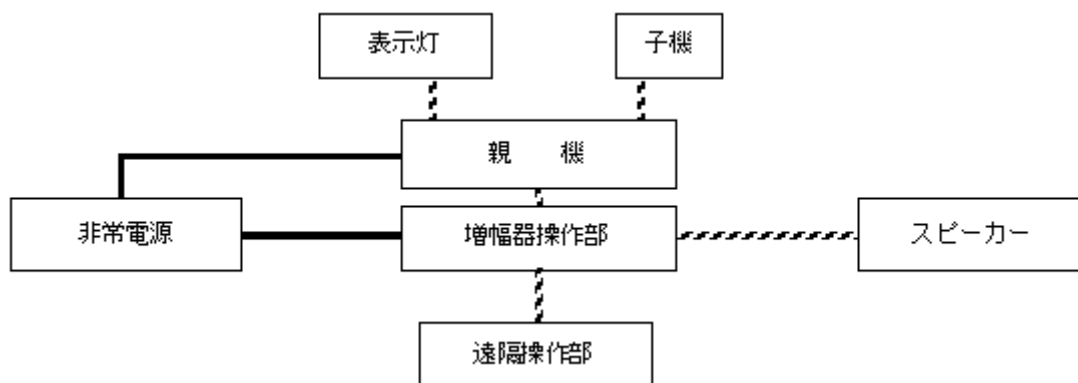 表示灯
子機
親　機
非常電源
増幅器操作部
スピーカー
遠隔操作部